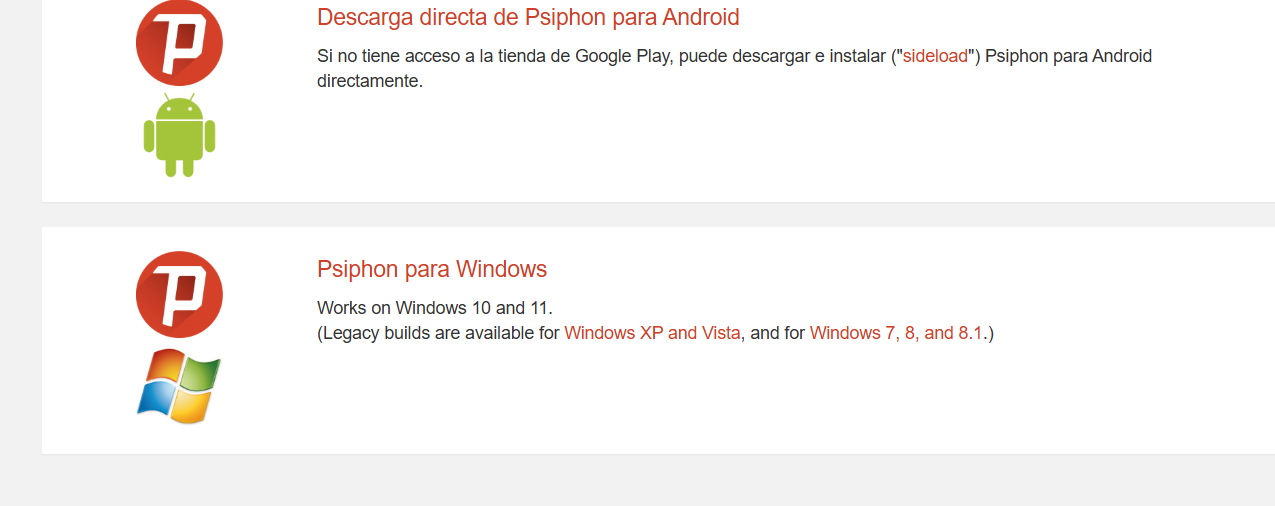 Descarga directa de Psiphon para Android
Si no tiene acceso a la tienda de Google Play, puede descargar e instalar ("sideload") Psiphon para Android
directamente.
Psiphon para Windows
Works on Windows 10 and 11.
(Legacy builds are available for Windows XP and Vista, and for Windows 7, 8, and 8.1.)